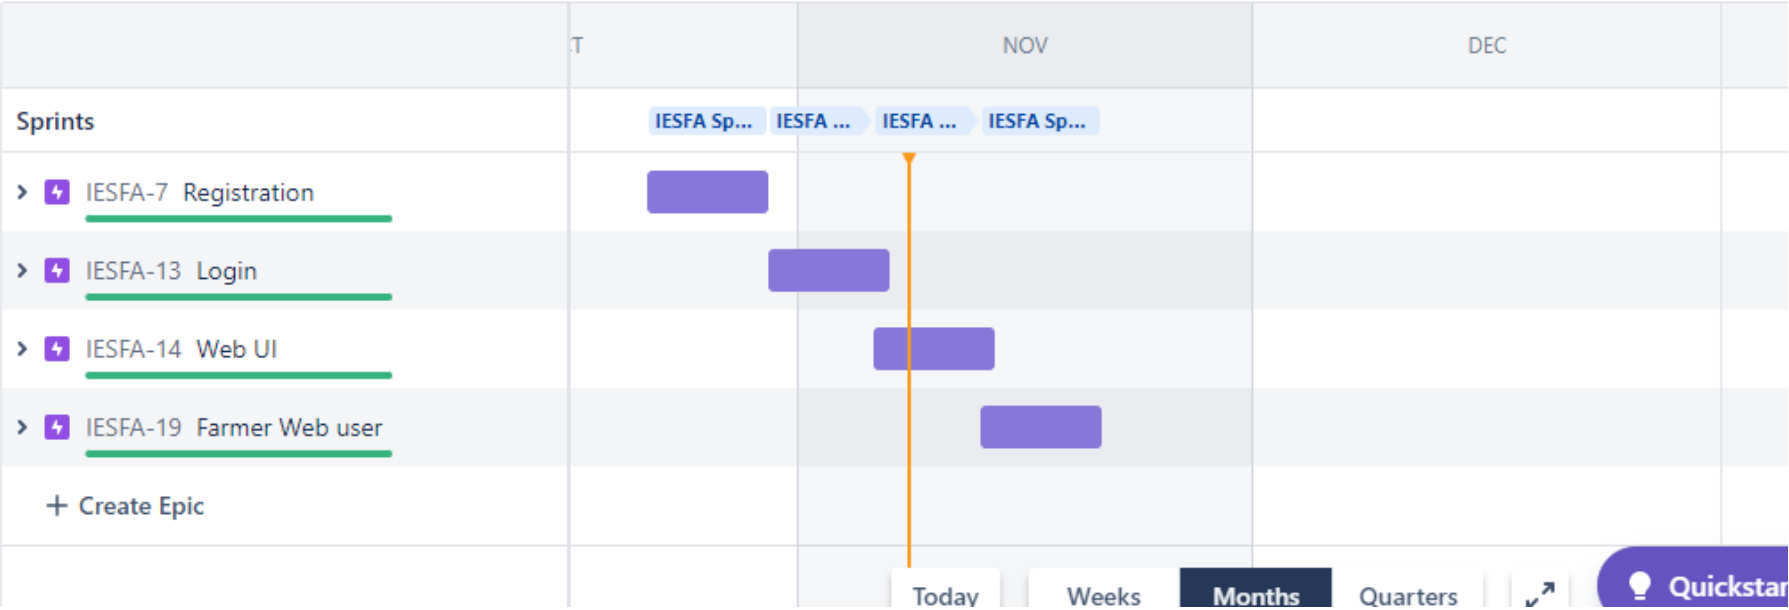 NOV
DEC
Sprints
IESFA Sp... IESFA ... IESFA ... IESFA Sp...
IESFA-7 Registration
IESFA-13 Login
IESFA-14 Web UI
IESFA-19 Farmer Web user
+ Create Epic
Today
Weeks
Months
Quarters